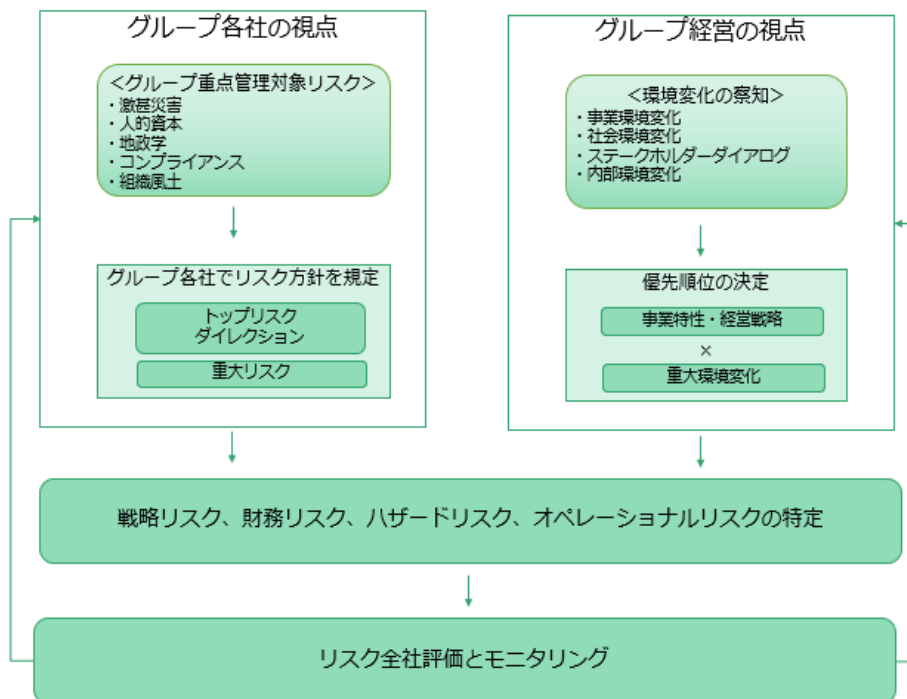 グループ各社の視点
<グループ重点管理対象リスク>
・激甚災害
・人的資本
・地政学
・コンプライアンス
・組織風土
グループ各社でリスク方針を規定
トップリスク
ダイレクション
重大リスク
グループ経営の視点
<環境変化の察知>
・事業環境変化
・社会環境変化
・ステークホルダーダイアログ
・内部環境変化
優先順位の決定
事業特性・経営戦略
×
重大環境変化
戦略リスク、財務リスク、ハザードリスク、オペレーショナルリスクの特定
リスク全社評価とモニタリング